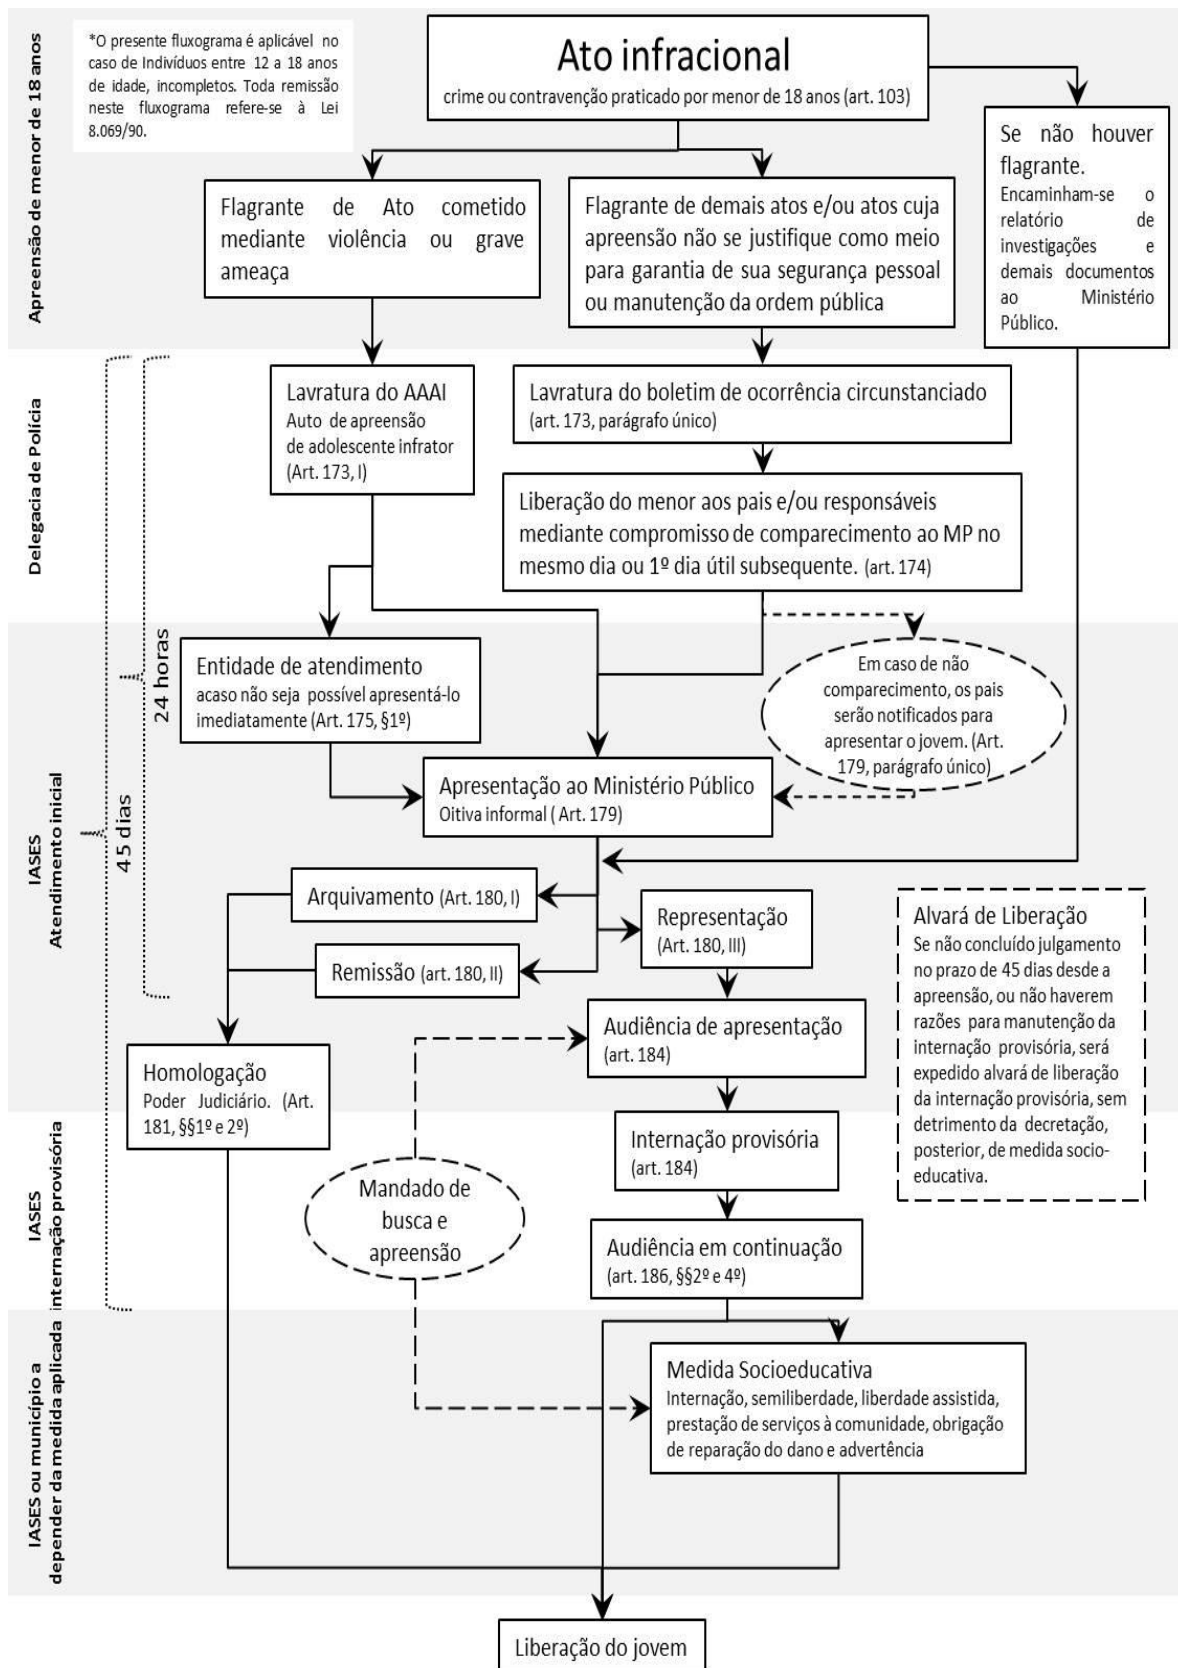 *O presente fluxograma é aplicável no
caso de Indivíduos entre 12 a 18 anos
de idade, incompletos. Toda remissão
neste fluxograma refere-se à Lei
8.069/90.
Ato infracional
crime ou contravenção praticado por menor de 18 anos (art. 103)
Apreensão de menor de 18 anos
Flagrante de Ato cometido
mediante violência ou grave
ameaça
Flagrante de demais atos e/ou atos cuja
apreensão não se justifique como meio
para garantia de sua segurança pessoal
ou manutenção da ordem pública
Se não houver
flagrante.
Encaminham-se o
relatório de
investigações e
demais documentos
ao Ministério
Público.
Delegacia de Polícia
Lavratura do AAAI
Auto de apreensão
de adolescente infrator
(Art. 173, I)
Lavratura do boletim de ocorrência circunstanciado
(art. 173, parágrafo único)
Liberação do menor aos pais e/ou responsáveis
mediante compromisso de comparecimento ao MP no
mesmo dia ou 1º dia útil subsequente. (art. 174)
24 horas
45 dias
IASES
Atendimento inicial
Entidade de atendimento
acaso não seja possível apresentá-lo
imediatamente (Art. 175, §1º)
Em caso de não
comparecimento, os pais
serão notificados para
apresentar o jovem. (Art.
179, parágrafo único)
Apresentação ao Ministério Público
Oitiva informal ( Art. 179)
Arquivamento (Art. 180, I)
Representação
(Art. 180, III)
Remissão (art. 180, II)
Alvará de Liberação
Se não concluído julgamento
no prazo de 45 dias desde a
apreensão, ou não haverem
razões para manutenção da
internação provisória, será
expedido alvará de liberação
da internação provisória, sem
detrimento da decretação,
posterior, de medida socio-
educativa.
Audiência de apresentação
(art. 184)
Homologação
Poder Judiciário. (Art.
181, §§1º e 2º)
IASES
internação provisória
Internação provisória
(art. 184)
Mandado de
busca e
apreensão
Audiência em continuação
(art. 186, §§2º e 4º)
IASES ou município a
depender da medida aplicada
Medida Socioeducativa
Internação, semiliberdade, liberdade assistida,
prestação de serviços à comunidade, obrigação
de reparação do dano e advertência
Liberação do jovem